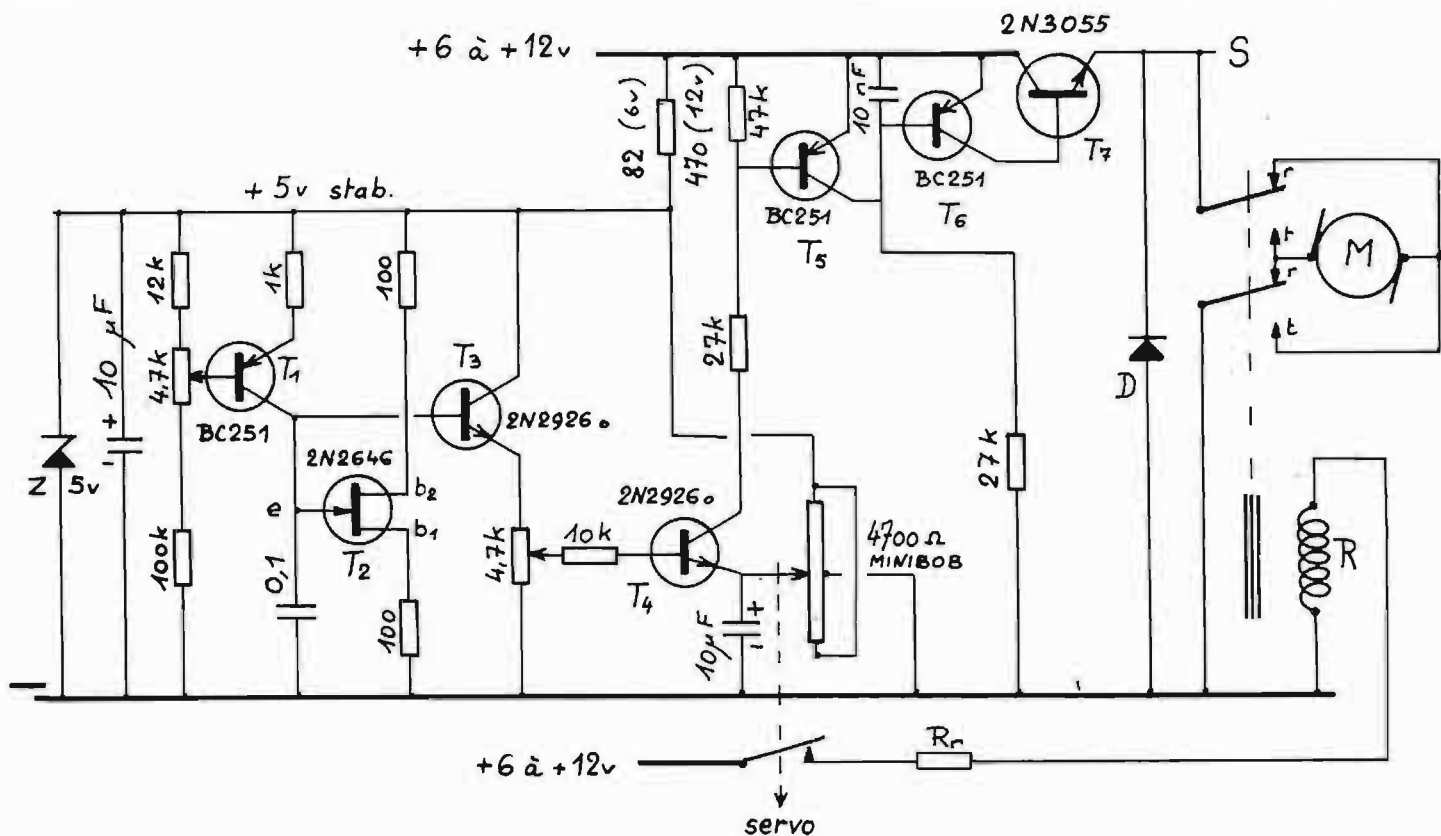 2N3055
+6 à +12v
S
82 (6v)
470 (12v)
47k
10 nF
T7
BC251
T6
BC251
T5
r
t
M
r
t
+ 5v stab.
12k
1k
100
+ 10 µF
-
4,7k
T1
BC251
T3
2N2926o
27k
D
27k
Z 5v
2N2646
e
b2
b1
T2
100k
0,1
100
4,7k
10k
2N2926o
T4
4700 Ω
MINIBOB
10µF
+
-
R
-
+6 à +12v
Rr
servo